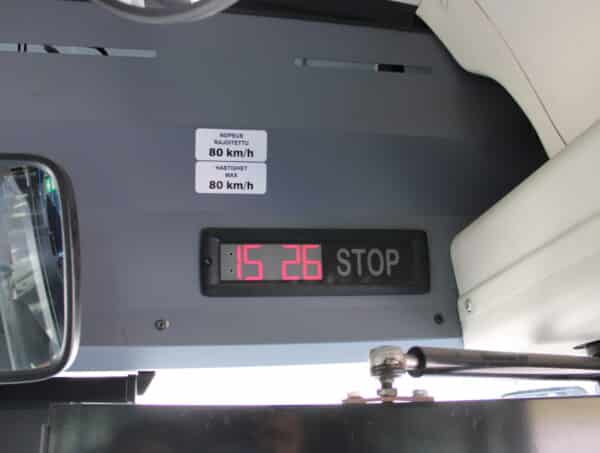 NOPEUS
RAJOITETTU
80 km/h
HASTIGHET
MAX
80 km/h
15 26 STOP